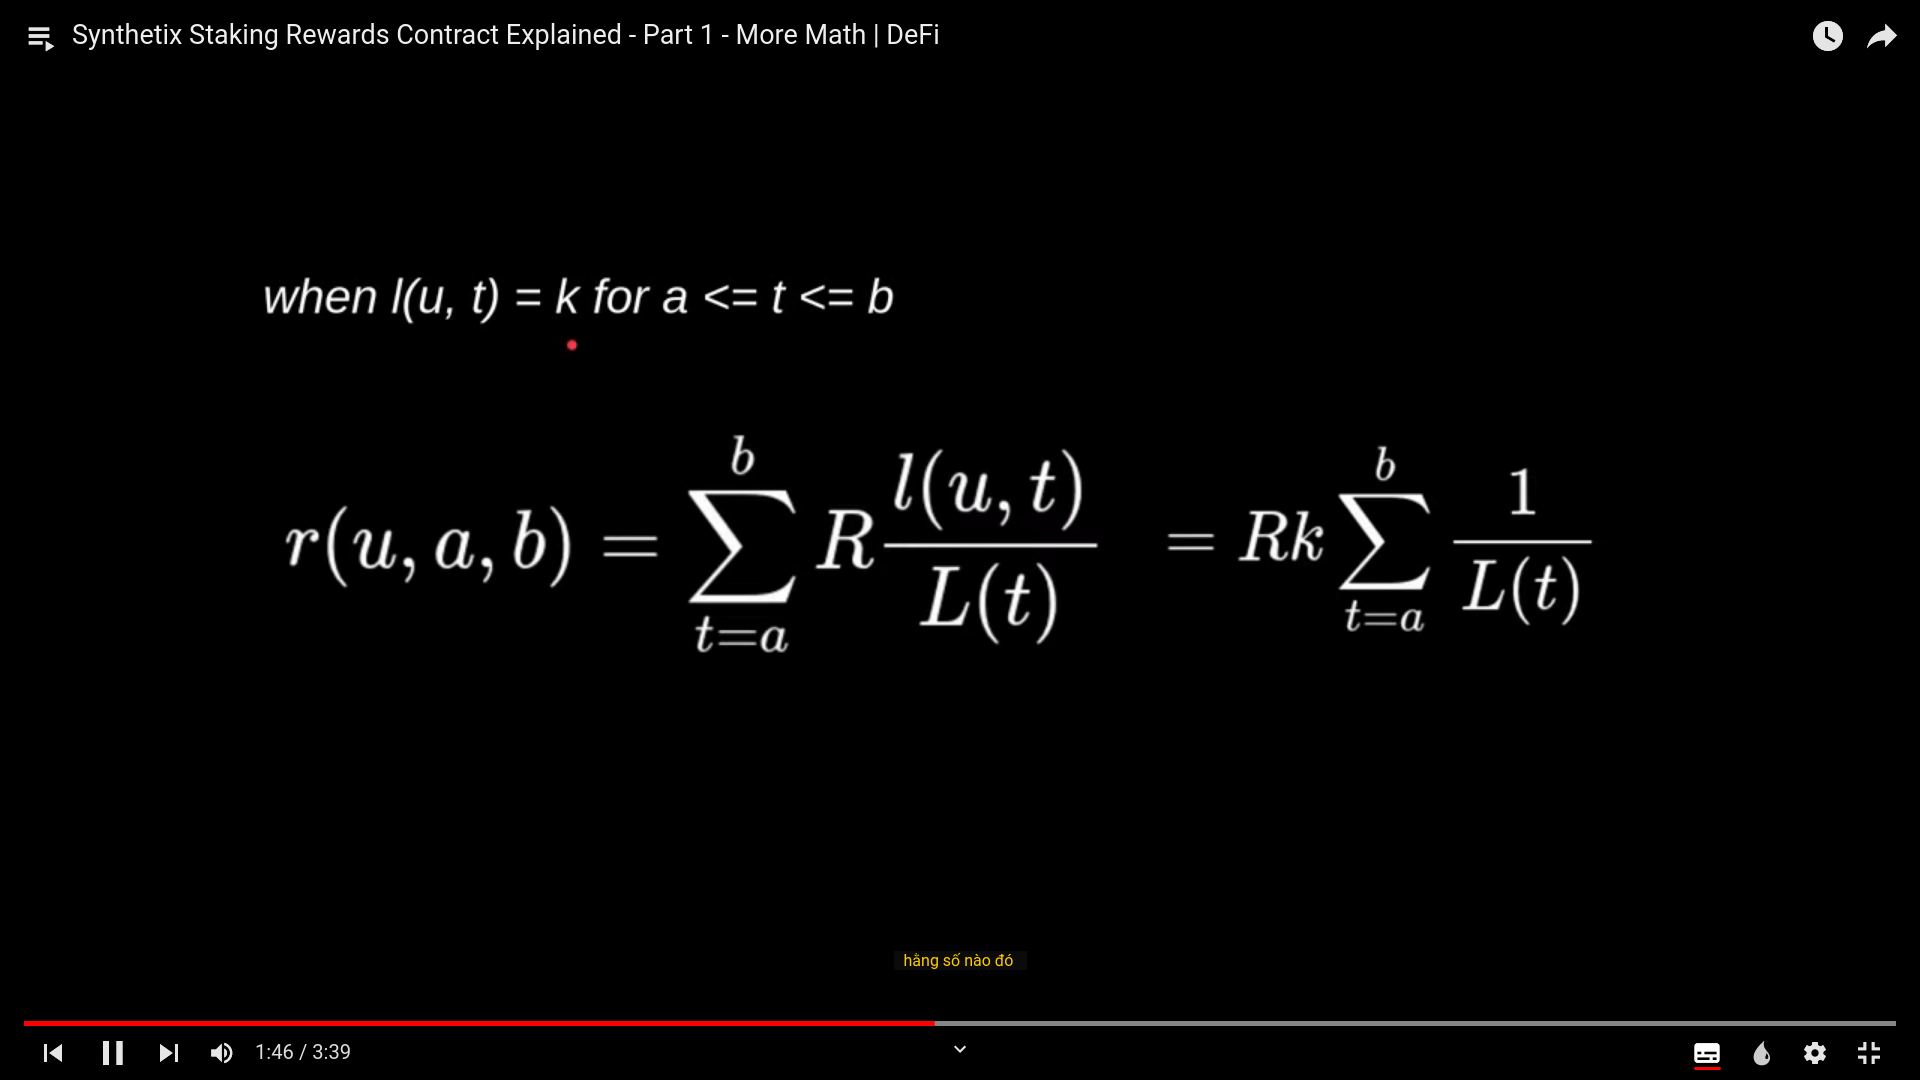 Synthetix Staking Rewards Contract Explained - Part 1 - More Math | DeFi
when l(u, t) = k for a <= t <= b
r(u, a, b) = \sum_{t=a}^{b} R \frac{l(u, t)}{L(t)} = Rk \sum_{t=a}^{b} \frac{1}{L(t)}
hằng số nào đó
1:46 / 3:39